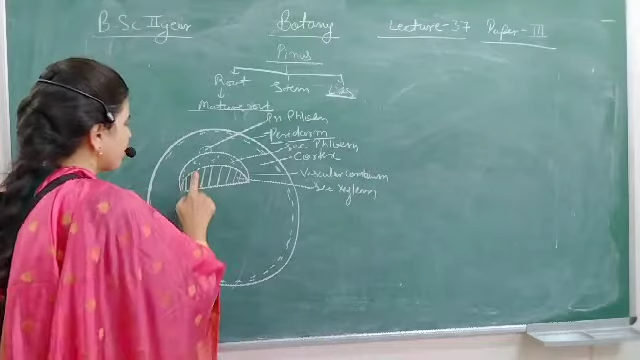 B.Sc II year Botany Lecture-37 Paper-III
Pinus
Root Stem
Mature root
Pri Phloem
Periderm
Sec Phloem
Cortex
Vascular cambium
Sec Xylem